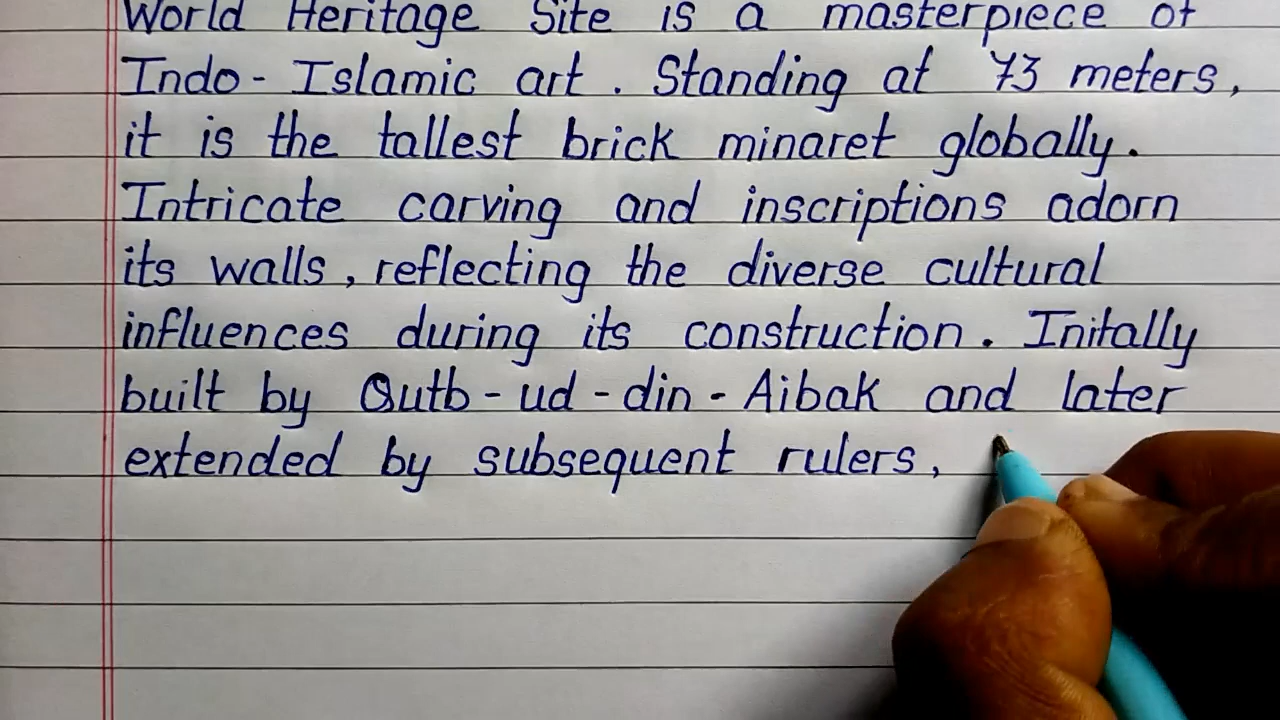 World Heritage Site is a masterpiece of
Indo - Islamic art . Standing at 73 meters,
it is the tallest brick minaret globally.
Intricate carving and inscriptions adorn
its walls, reflecting the diverse cultural
influences during its construction. Initally
built by Qutb - ud - din - Aibak and later
extended by subsequent rulers,